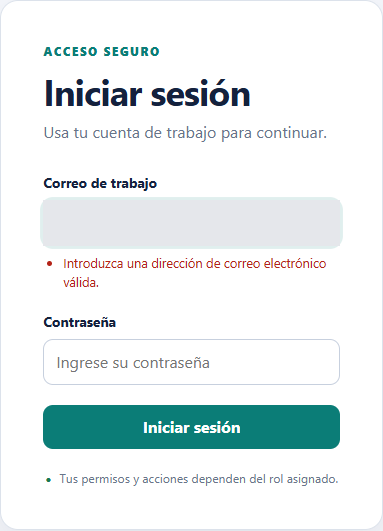 ACCESO SEGURO
Iniciar sesión
Usa tu cuenta de trabajo para continuar.
Correo de trabajo
• Introduzca una dirección de correo electrónico
válida.
Contraseña
Ingrese su contraseña
Iniciar sesión
• Tus permisos y acciones dependen del rol asignado.